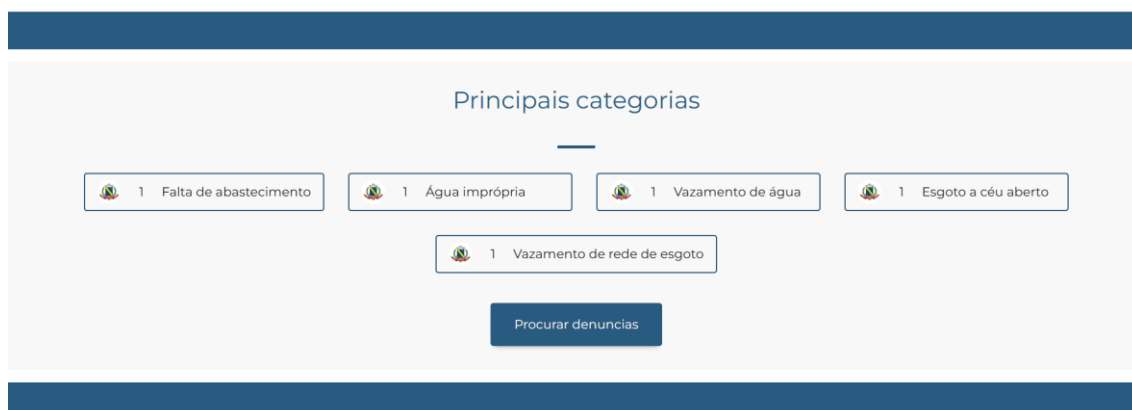 Principais categorias
1 Falta de abastecimento
1 Água imprópria
1 Vazamento de água
1 Esgoto a céu aberto
1 Vazamento de rede de esgoto
Procurar denuncias